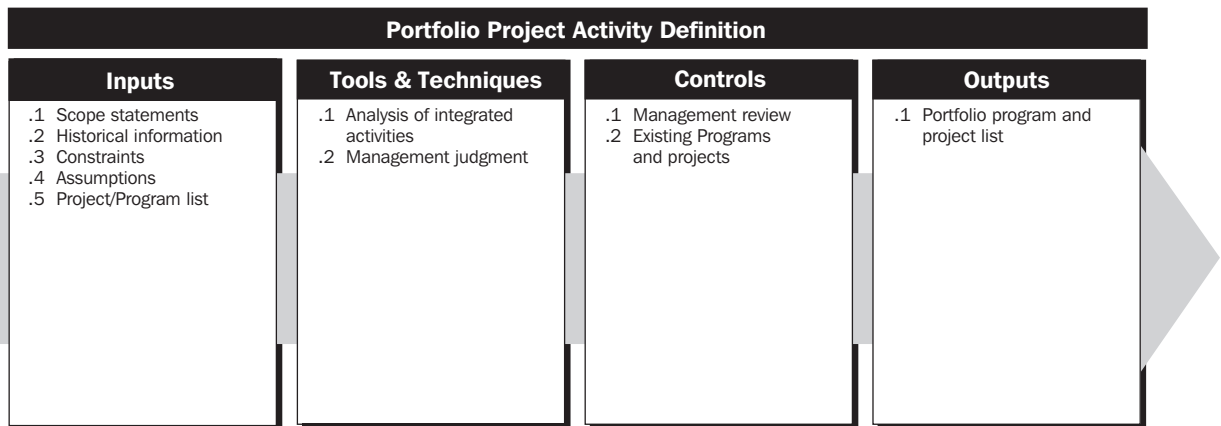 Portfolio Project Activity Definition
Inputs
.1 Scope statements
.2 Historical information
.3 Constraints
.4 Assumptions
.5 Project/Program list
Tools & Techniques
.1 Analysis of integrated
activities
.2 Management judgment
Controls
.1 Management review
.2 Existing Programs
and projects
Outputs
.1 Portfolio program and
project list